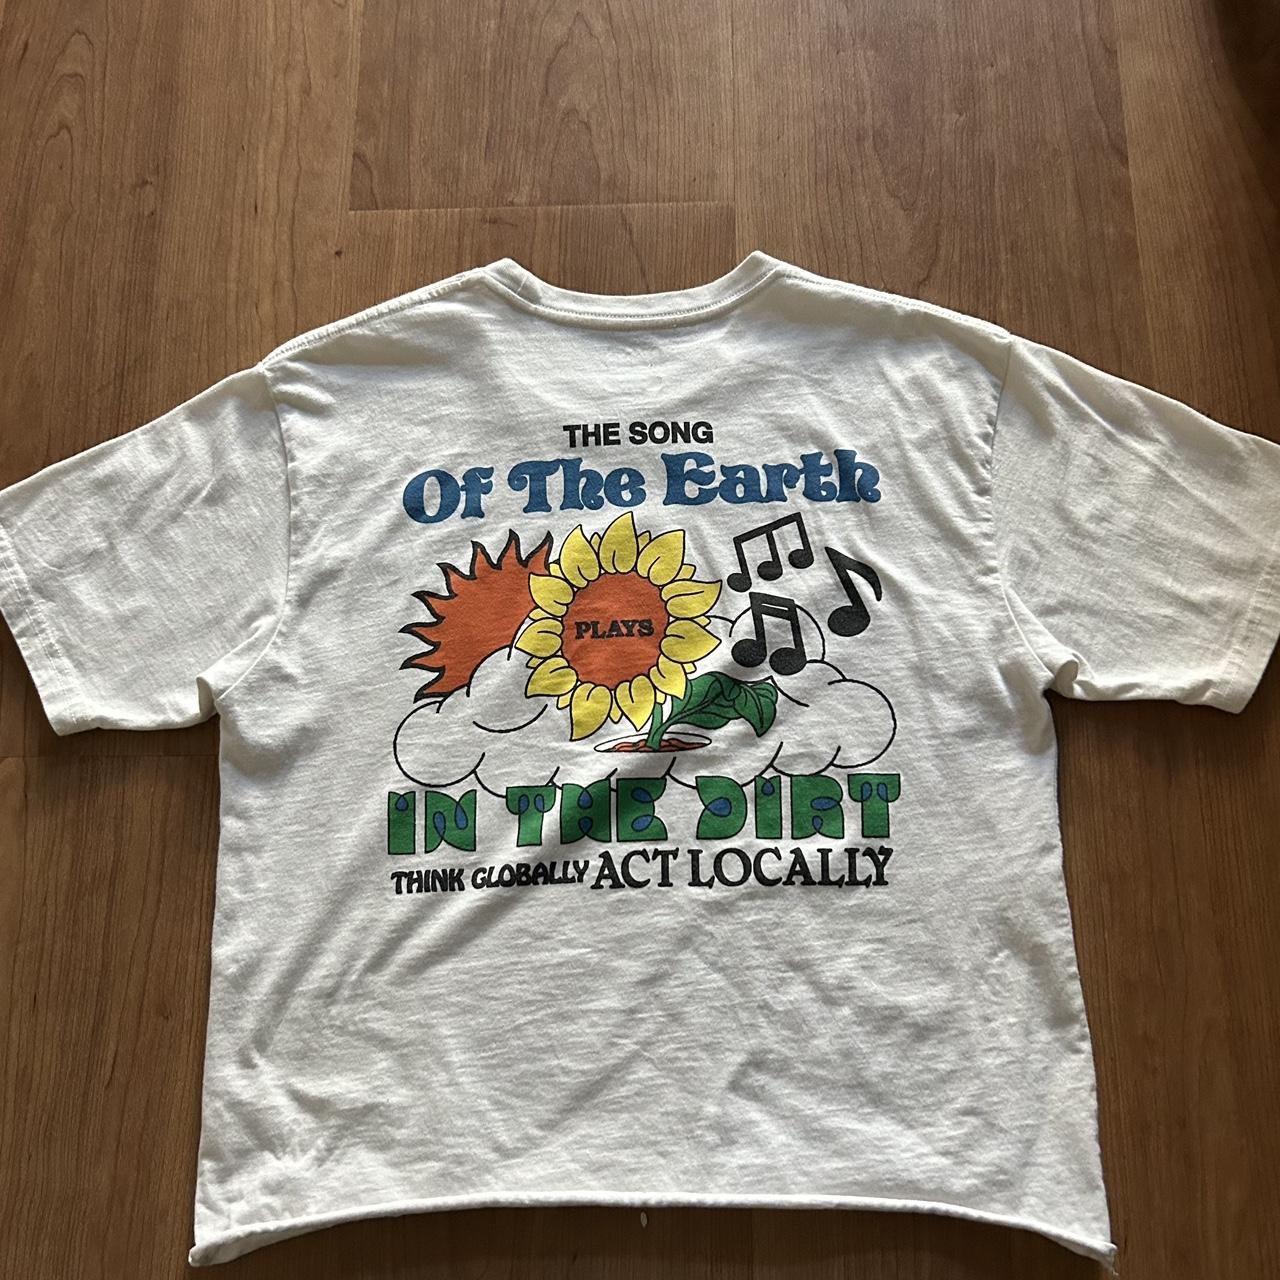 THE SONG
Of The Earth
PLAYS
IN THE DIRT
THINK GLOBALLY ACT LOCALLY